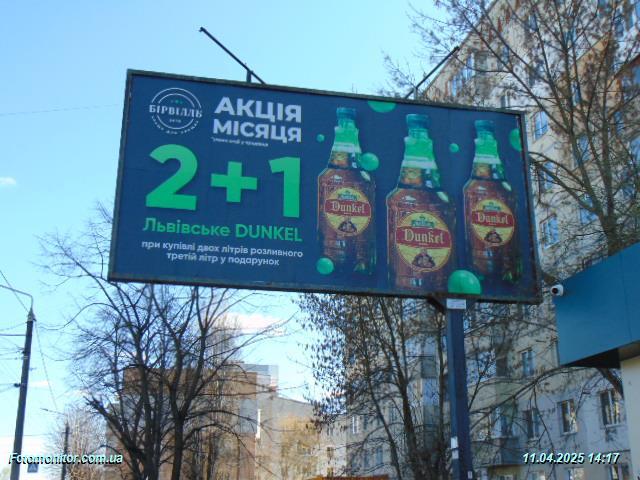 БІРВІЛЛЬ
АКЦІЯ
МІСЯЦЯ
2+1
Львівське DUNKEL
при купівлі двох літрів розливного
третій літр у подарунок
Dunkel
Dunkel
Dunkel
Fotomonitor.com.ua
11.04.2025 14:17